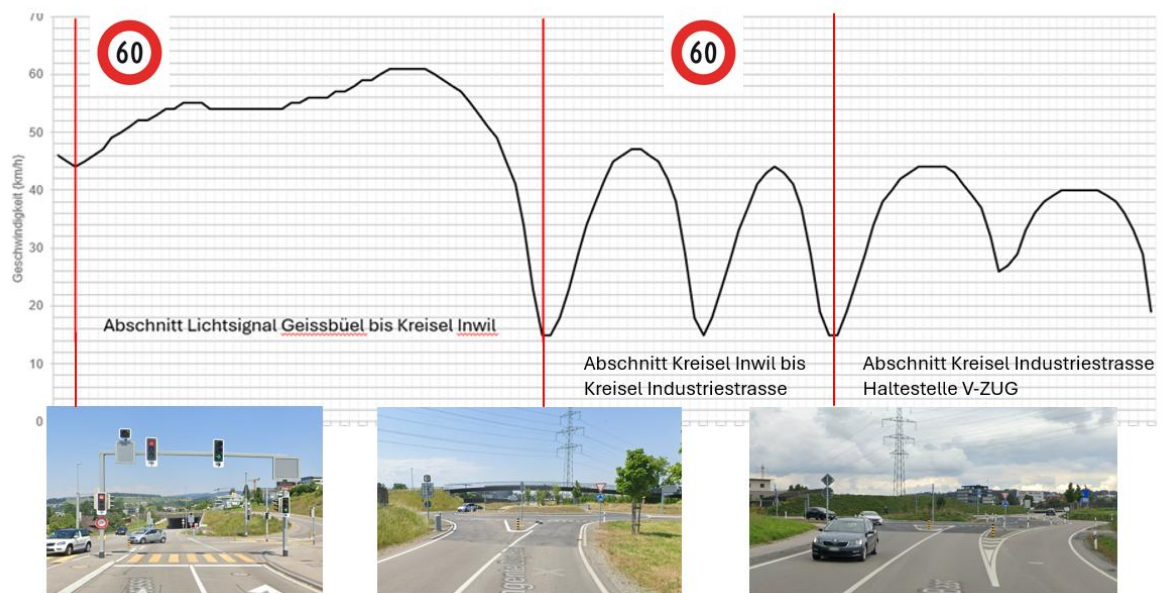 70
60
50
40
30
20
10
0
Geschwindigkeit (km/h)
60
60
Abschnitt Lichtsignal Geissbüel bis Kreisel Inwil
Abschnitt Kreisel Inwil bis
Kreisel Industriestrasse
Abschnitt Kreisel Industriestrasse
Haltestelle V-ZUG